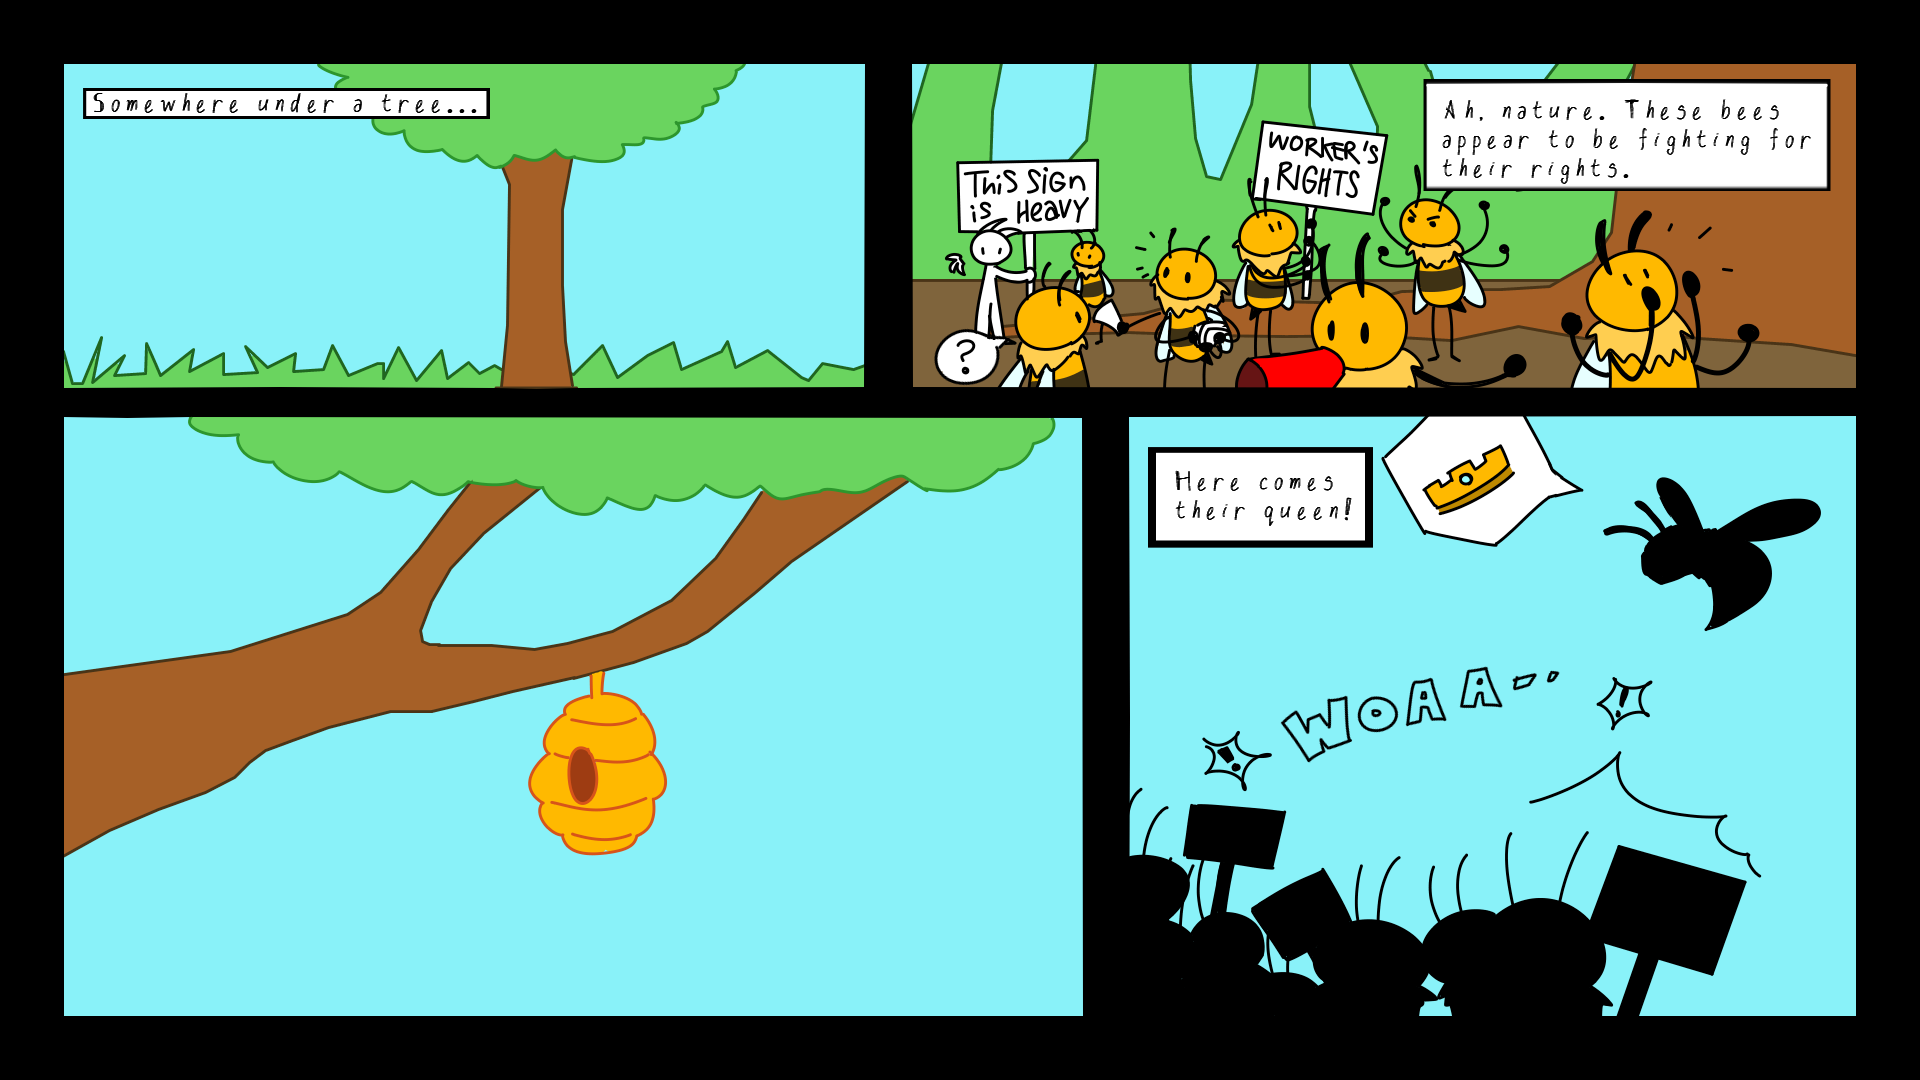 Somewhere under a tree...
THiS SiGn
is HeaVY
WORKER's
RIGHTS
Ah, nature. These bees
appear to be fighting for
their rights.
?
Here comes
their queen!
WOAA--
!
!